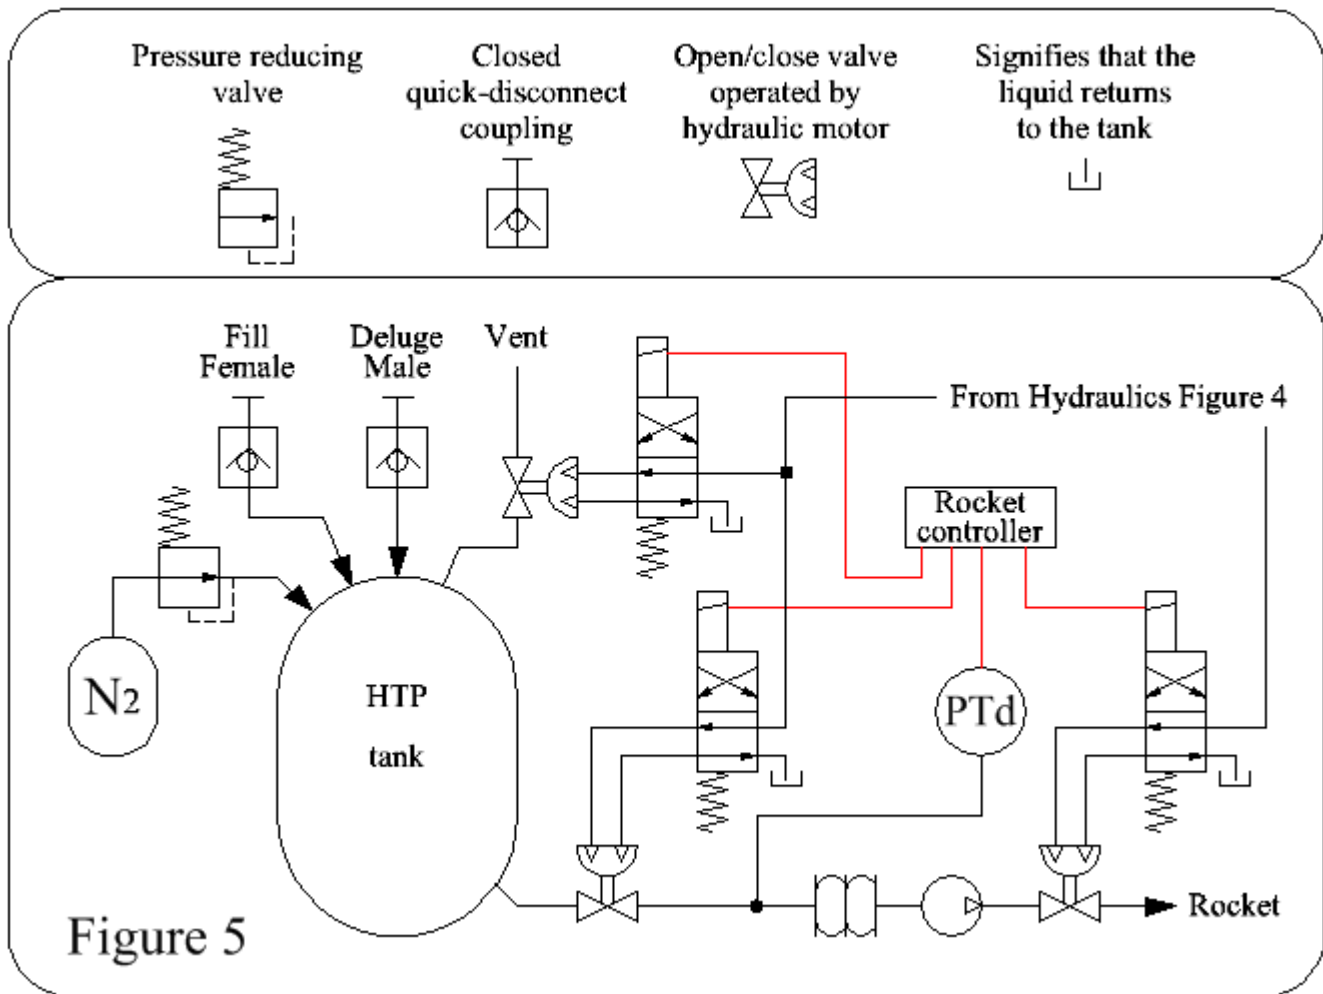 Pressure reducing
valve
Closed
quick-disconnect
coupling
Open/close valve
operated by
hydraulic motor
Signifies that the
liquid returns
to the tank
Fill
Female
Deluge
Male
Vent
From Hydraulics Figure 4
Rocket
controller
N2
HTP
tank
PTd
Rocket
Figure 5